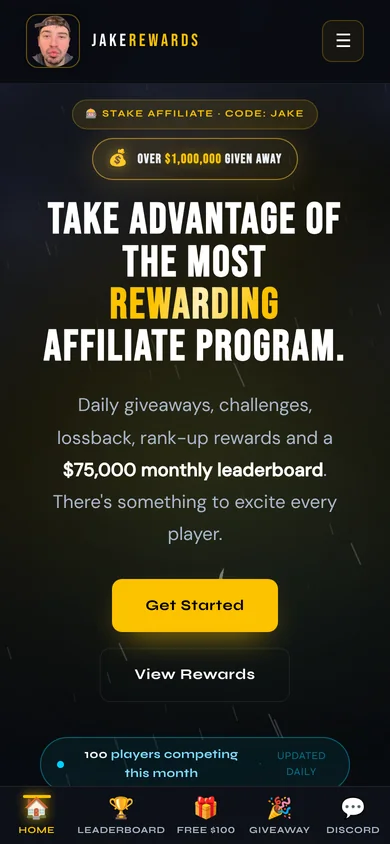 JAKEREWARDS
☰
🎰 STAKE AFFILIATE · CODE: JAKE
💰 OVER $1,000,000 GIVEN AWAY
TAKE ADVANTAGE OF
THE MOST
REWARDING
AFFILIATE PROGRAM.
Daily giveaways, challenges,
lossback, rank-up rewards and a
$75,000 monthly leaderboard.
There's something to excite every
player.
Get Started
View Rewards
100 players competing
this month
·
UPDATED
DAILY
HOME
LEADERBOARD
FREE $100
GIVEAWAY
DISCORD